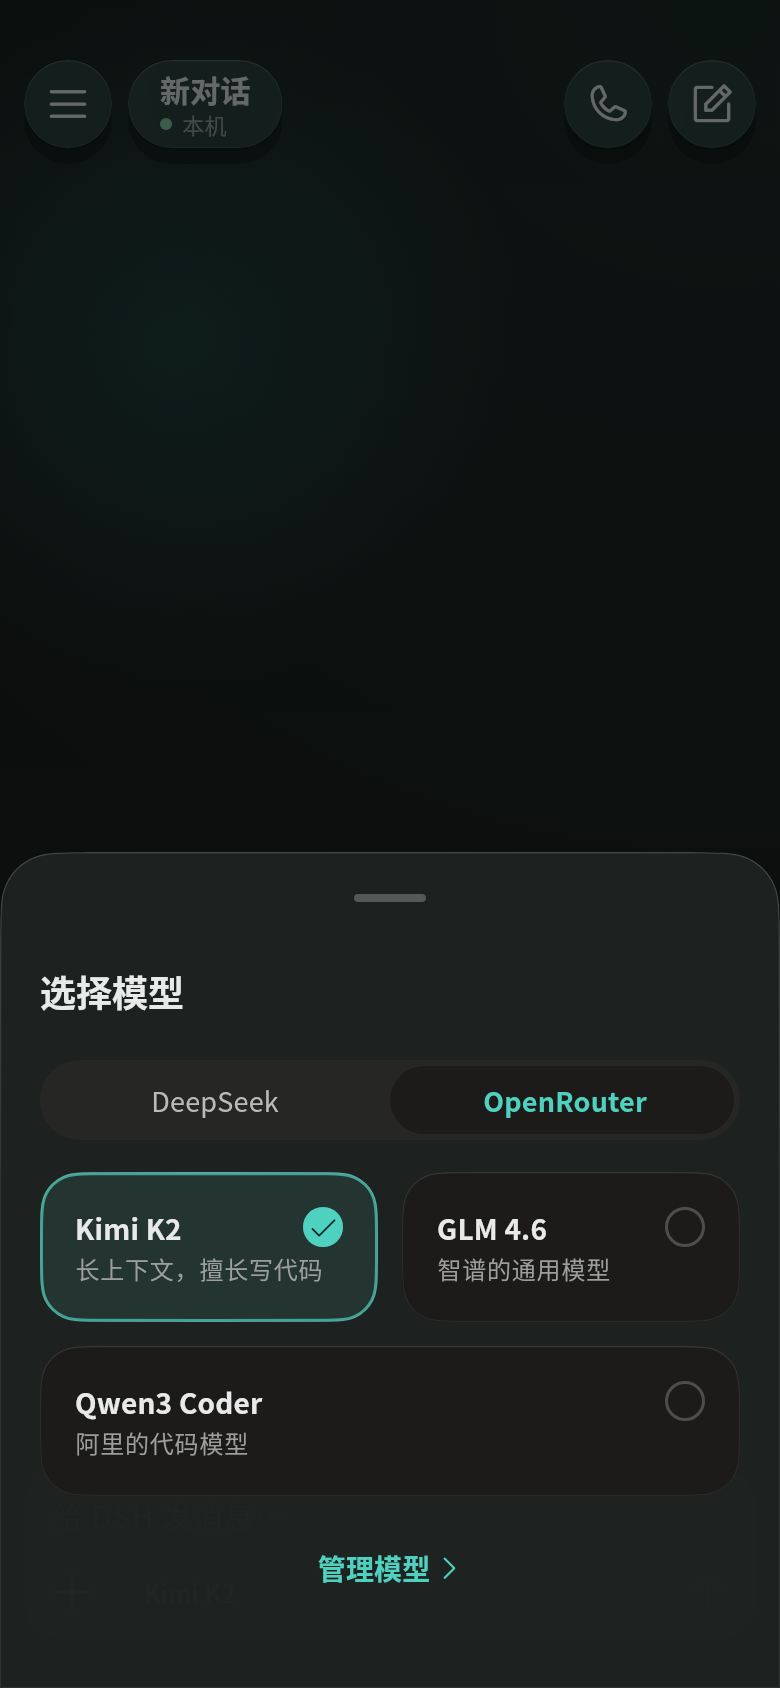 新对话
本机
选择模型
DeepSeek
OpenRouter
Kimi K2
长上下文，擅长写代码
GLM 4.6
智谱的通用模型
Qwen3 Coder
阿里的代码模型
管理模型
Kimi K2